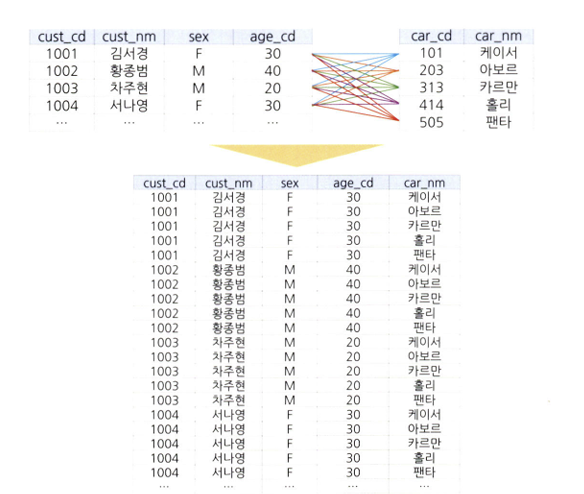 cust_cd cust_nm sex age_cd car_cd car_nm
1001 김서경 F 30 101 케이서
1002 황종범 M 40 203 아보르
1003 차주현 M 20 313 카르만
1004 서나영 F 30 414 홀리
... ... ... ... 505 팬타
cust_cd cust_nm sex age_cd car_nm
1001 김서경 F 30 케이서
1001 김서경 F 30 아보르
1001 김서경 F 30 카르만
1001 김서경 F 30 홀리
1001 김서경 F 30 팬타
1002 황종범 M 40 케이서
1002 황종범 M 40 아보르
1002 황종범 M 40 카르만
1002 황종범 M 40 홀리
1002 황종범 M 40 팬타
1003 차주현 M 20 케이서
1003 차주현 M 20 아보르
1003 차주현 M 20 카르만
1003 차주현 M 20 홀리
1003 차주현 M 20 팬타
1004 서나영 F 30 케이서
1004 서나영 F 30 아보르
1004 서나영 F 30 카르만
1004 서나영 F 30 홀리
1004 서나영 F 30 팬타
... ... ... ... ...